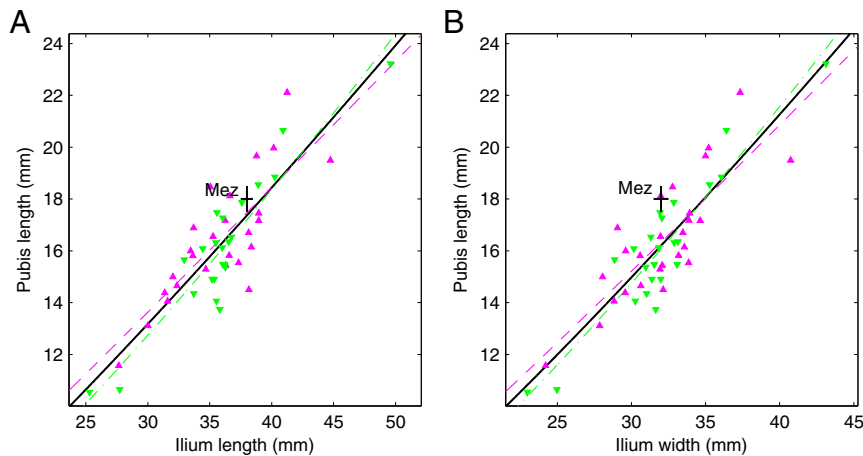 A
B
24
22
20
18
16
14
12
Pubis length (mm)
Mez
25 30 35 40 45 50
Ilium length (mm)
24
22
20
18
16
14
12
Pubis length (mm)
Mez
25 30 35 40 45
Ilium width (mm)